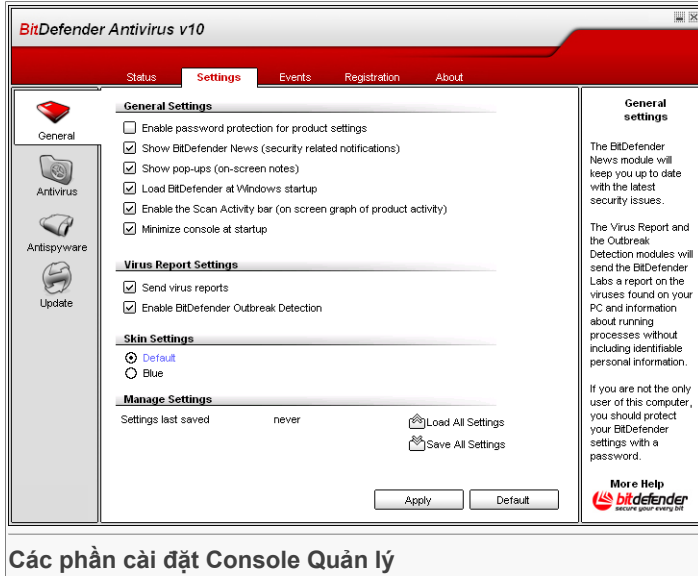 BitDefender Antivirus v10
Status Settings Events Registration About
General
Antivirus
Antispyware
Update
General Settings
Enable password protection for product settings
Show BitDefender News (security related notifications)
Show pop-ups (on-screen notes)
Load BitDefender at Windows startup
Enable the Scan Activity bar (on screen graph of product activity)
Minimize console at startup
Virus Report Settings
Send virus reports
Enable BitDefender Outbreak Detection
Skin Settings
Default
Blue
Manage Settings
Settings last saved never Load All Settings
Save All Settings
Apply Default
General
settings
The BitDefender
News module will
keep you up to date
with the latest
security issues.
The Virus Report and
the Outbreak
Detection modules will
send the BitDefender
Labs a report on the
viruses found on your
PC and information
about running
processes without
including identifiable
personal information.
If you are not the only
user of this computer,
you should protect
your BitDefender
settings with a
password.
More Help
bitdefender
secure your every bit
Các phần cài đặt Console Quản lý